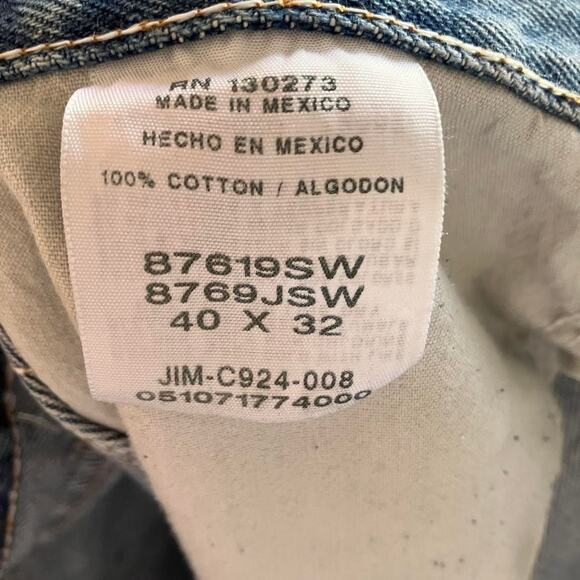 RN 130273
MADE IN MEXICO
HECHO EN MEXICO
100% COTTON / ALGODON
87619SW
8769JSW
40 X 32
JIM-C924-008
051071774000